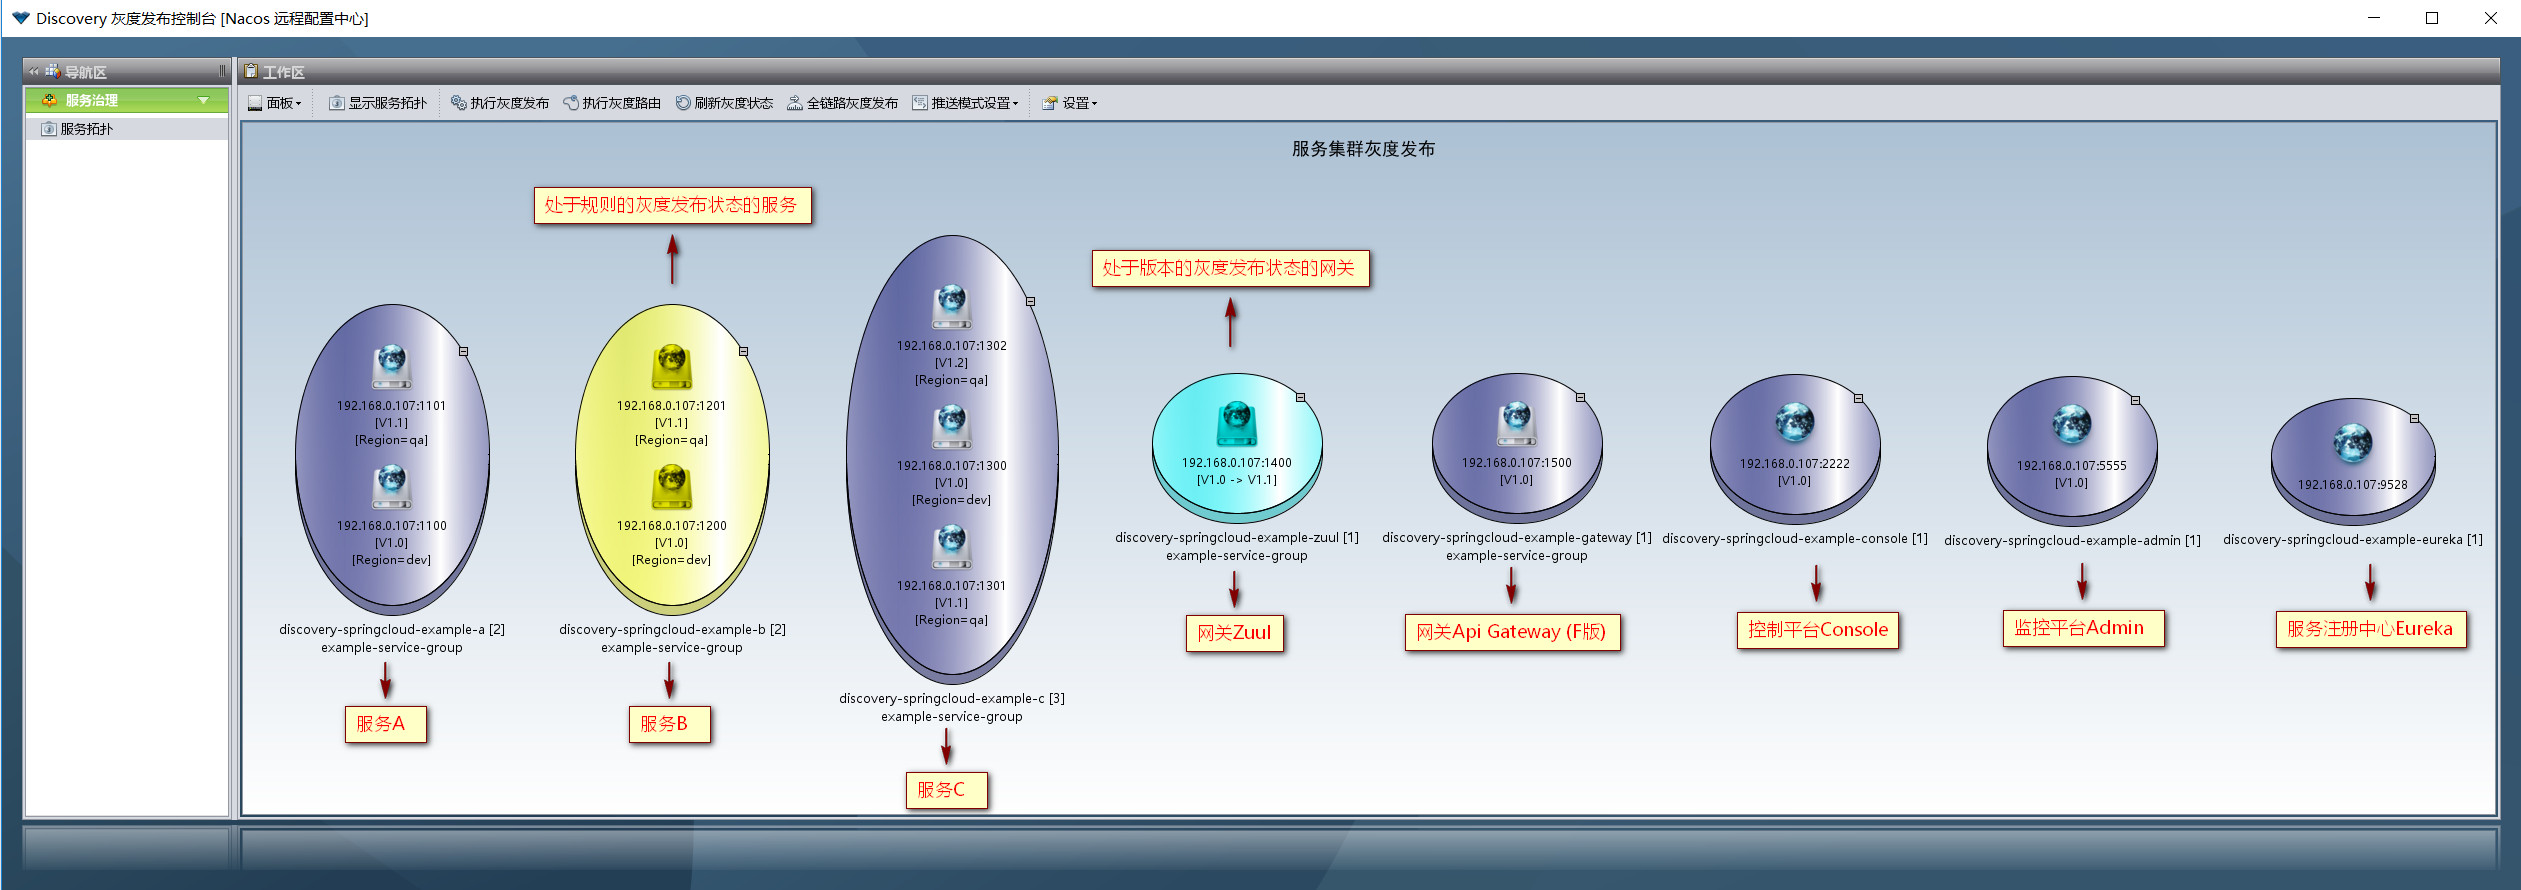 Discovery 灰度发布控制台 [Nacos 远程配置中心]
导航区
工作区
服务治理
服务拓扑
面板 显示服务拓扑 执行灰度发布 执行灰度路由 刷新灰度状态 全链路灰度发布 推送模式设置 设置
服务集群灰度发布
处于规则的灰度发布状态的服务
处于版本的灰度发布状态的网关
192.168.0.107:1101
[V1.1]
[Region=qa]
192.168.0.107:1100
[V1.0]
[Region=dev]
discovery-springcloud-example-a [2]
example-service-group
服务A
192.168.0.107:1201
[V1.1]
[Region=qa]
192.168.0.107:1200
[V1.0]
[Region=dev]
discovery-springcloud-example-b [2]
example-service-group
服务B
192.168.0.107:1302
[V1.2]
[Region=qa]
192.168.0.107:1300
[V1.0]
[Region=dev]
192.168.0.107:1301
[V1.1]
[Region=qa]
discovery-springcloud-example-c [3]
example-service-group
服务C
192.168.0.107:1400
[V1.0 -> V1.1]
discovery-springcloud-example-zuul [1]
example-service-group
网关Zuul
192.168.0.107:1500
[V1.0]
discovery-springcloud-example-gateway [1]
example-service-group
网关Api Gateway (F版)
192.168.0.107:2222
[V1.0]
discovery-springcloud-example-console [1]
控制平台Console
192.168.0.107:5555
[V1.0]
discovery-springcloud-example-admin [1]
监控平台Admin
192.168.0.107:9528
discovery-springcloud-example-eureka [1]
服务注册中心Eureka